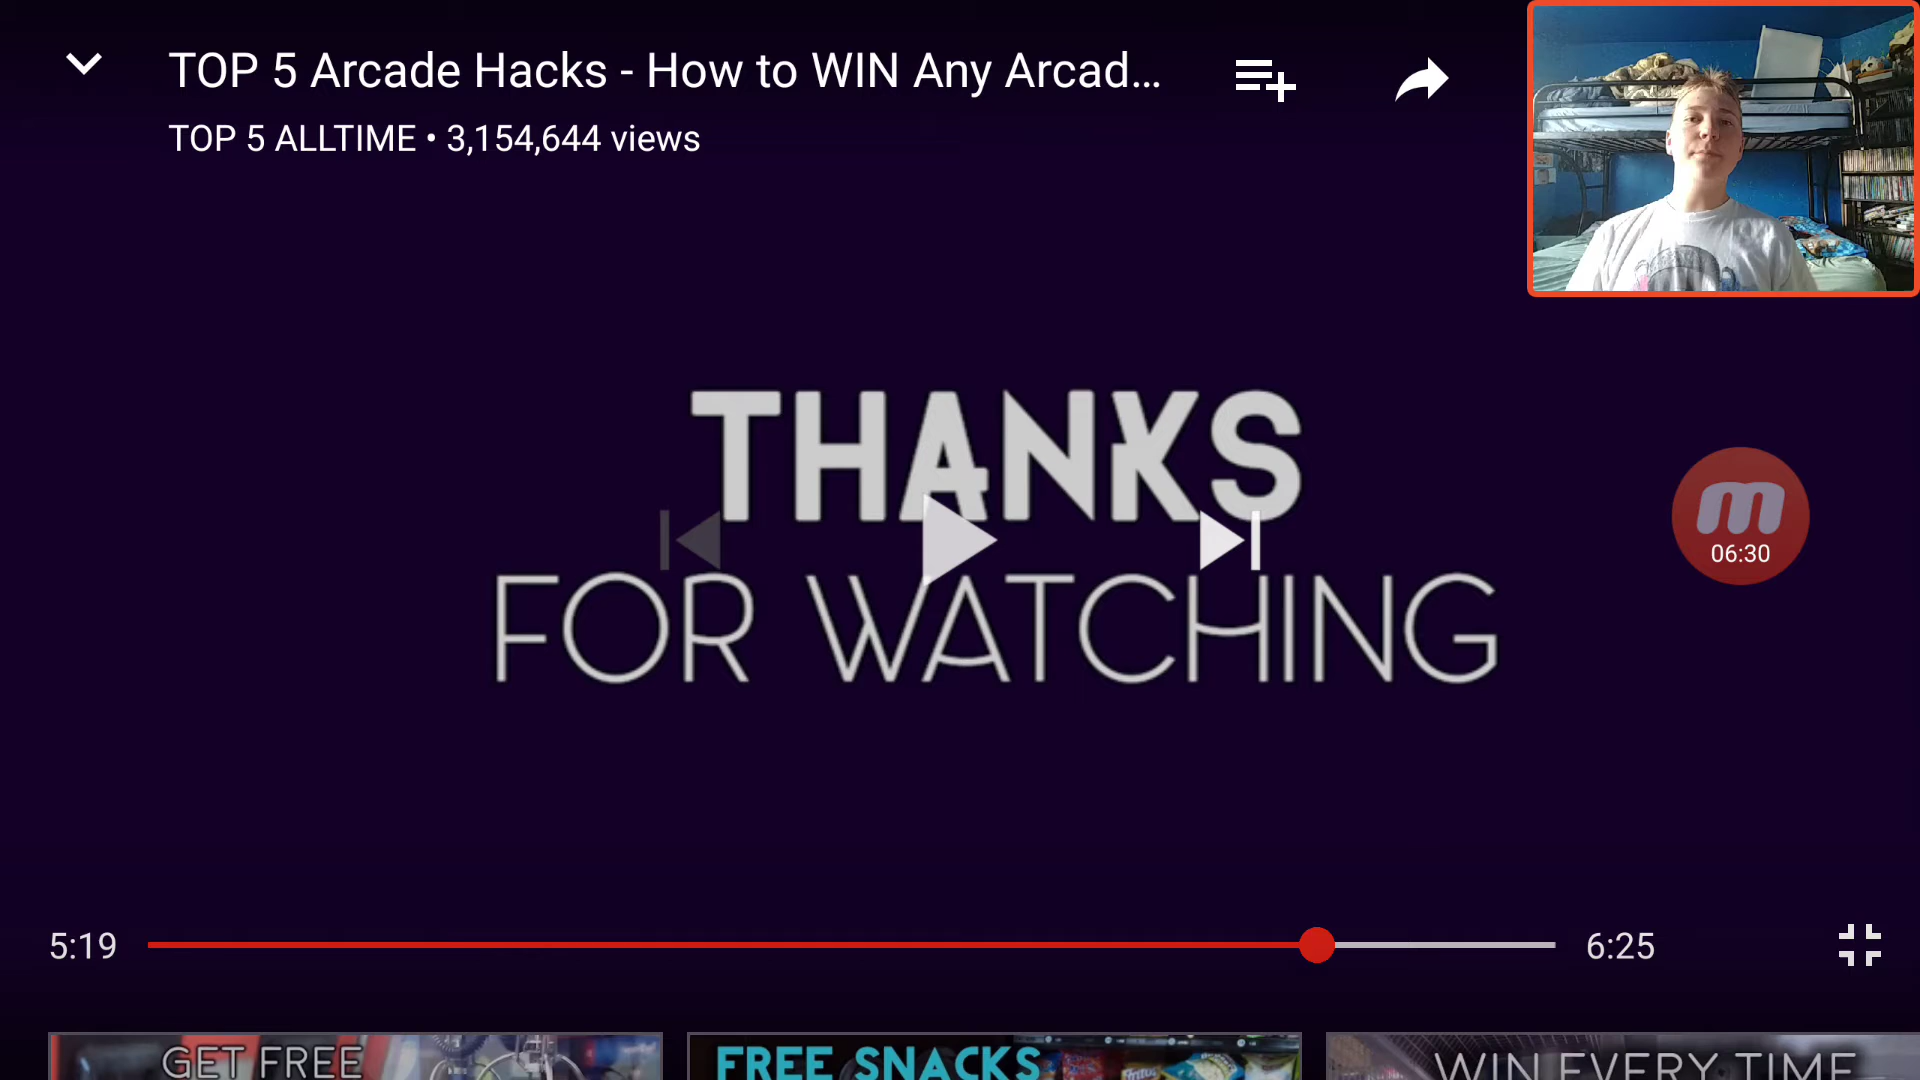 TOP 5 Arcade Hacks - How to WIN Any Arcad...
TOP 5 ALLTIME • 3,154,644 views
THANKS
FOR WATCHING
m
06:30
5:19
6:25
GET FREE
FREE SNACKS
WIN EVERY TIME